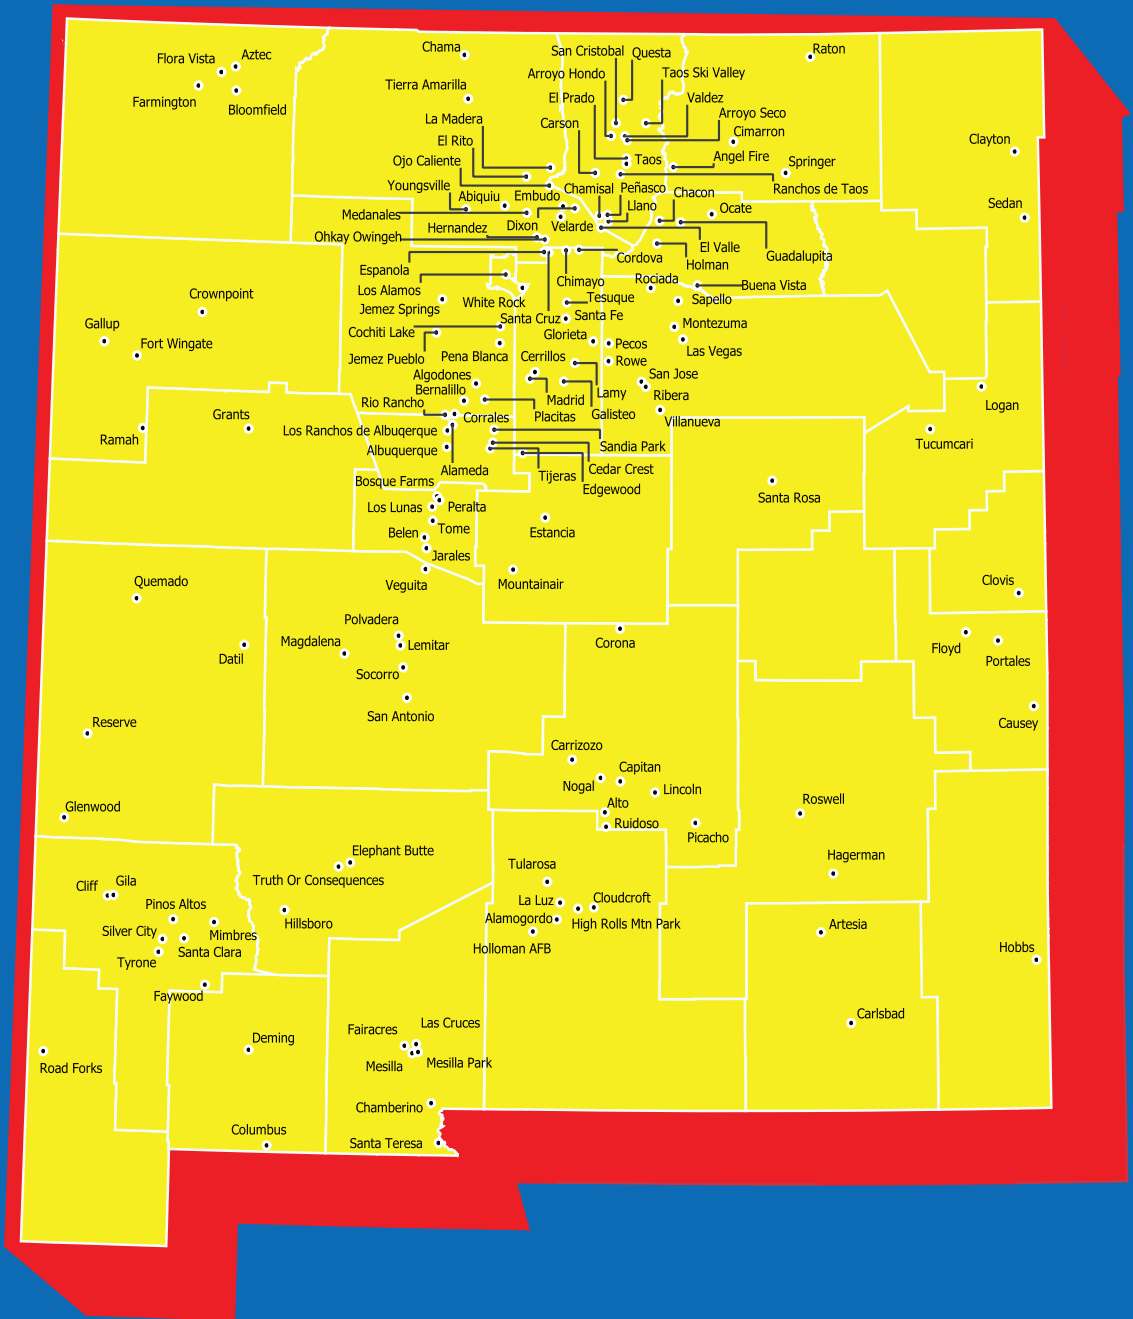 Chama
San Cristobal
Questa
Raton
Flora Vista
Aztec
Arroyo Hondo
Taos Ski Valley
Tierra Amarilla
El Prado
Valdez
Farmington
Bloomfield
La Madera
Carson
Arroyo Seco
Cimarron
Clayton
El Rito
Ojo Caliente
Taos
Angel Fire
Springer
Youngsville
Abiquiu
Embudo
Chamisal
Peñasco
Chacon
Ranchos de Taos
Medanales
Llano
Ocate
Sedan
Hernandez
Dixon
Velarde
Ohkay Owingeh
El Valle
Guadalupita
Espanola
Cordova
Holman
Los Alamos
Chimayo
Rociada
Buena Vista
Crownpoint
Jemez Springs
White Rock
Tesuque
Sapello
Gallup
Cochiti Lake
Santa Cruz
Santa Fe
Montezuma
Fort Wingate
Glorieta
Pecos
Las Vegas
Jemez Pueblo
Pena Blanca
Cerrillos
Rowe
Algodones
San Jose
Bernalillo
Lamy
Ribera
Rio Rancho
Madrid
Logan
Grants
Corrales
Placitas
Galisteo
Villanueva
Ramah
Los Ranchos de Albuquerque
Sandia Park
Tucumcari
Albuquerque
Alameda
Tijeras
Cedar Crest
Bosque Farms
Edgewood
Santa Rosa
Los Lunas
Peralta
Belen
Tome
Estancia
Jarales
Quemado
Veguita
Mountainair
Clovis
Polvadera
Magdalena
Lemitar
Corona
Floyd
Datil
Portales
Socorro
Reserve
San Antonio
Causey
Carrizozo
Capitan
Nogal
Lincoln
Glenwood
Alto
Roswell
Ruidoso
Picacho
Elephant Butte
Hagerman
Tularosa
Cliff
Gila
Truth Or Consequences
Pinos Altos
La Luz
Cloudcroft
Hillsboro
Alamogordo
High Rolls Mtn Park
Artesia
Silver City
Mimbres
Holloman AFB
Hobbs
Tyrone
Santa Clara
Faywood
Carlsbad
Las Cruces
Fairacres
Deming
Road Forks
Mesilla
Mesilla Park
Chamberino
Columbus
Santa Teresa